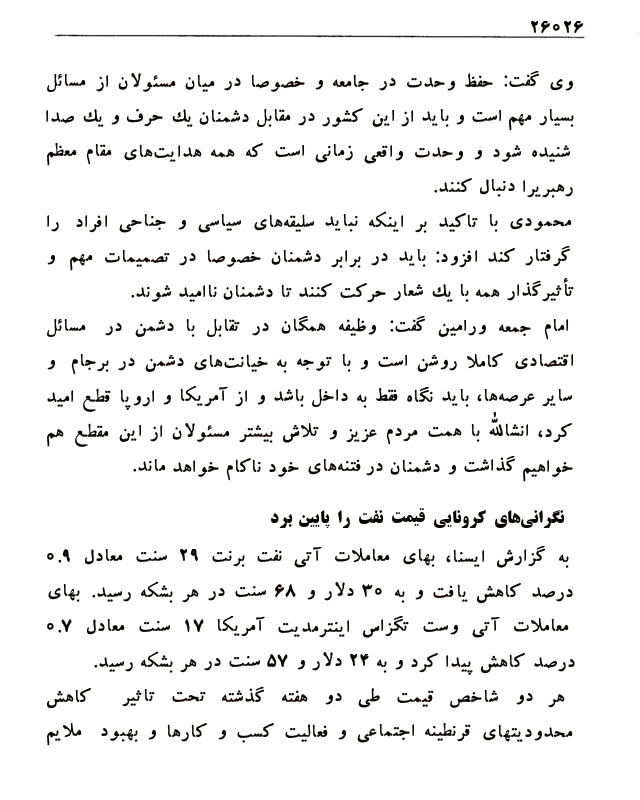 ۲۶۰۲۶
وی گفت: حفظ وحدت در جامعه و خصوصا در میان مسئولان از مسائل
بسیار مهم است و باید از این کشور در مقابل دشمنان یك حرف و یك صدا
شنیده شود و وحدت واقعی زمانی است که همه هدایت‌های مقام معظم
رهبریرا دنبال کنند.
محمودی با تاکید بر اینکه نباید سلیقه‌های سیاسی و جناحی افراد را
گرفتار کند افزود: باید در برابر دشمنان خصوصا در تصمیمات مهم و
تأثیرگذار همه با یك شعار حرکت کنند تا دشمنان ناامید شوند.
امام جمعه ورامین گفت: وظیفه همگان در تقابل با دشمن در مسائل
اقتصادی کاملا روشن است و با توجه به خیانت‌های دشمن در برجام و
سایر عرصه‌ها، باید نگاه فقط به داخل باشد و از آمریکا و اروپا قطع امید
کرد، انشالله با همت مردم عزیز و تلاش بیشتر مسئولان از این مقطع هم
خواهیم گذاشت و دشمنان در فتنه‌های خود ناکام خواهد ماند.
نگرانی‌های کرونایی قیمت نفت را پایین برد
به گزارش ایسنا، بهای معاملات آتی نفت برنت ۲۹ سنت معادل ۰.۹
درصد کاهش یافت و به ۳۰ دلار و ۶۸ سنت در هر بشکه رسید. بهای
معاملات آتی وست تگزاس اینترمدیت آمریکا ۱۷ سنت معادل ۰.۷
درصد کاهش پیدا کرد و به ۲۴ دلار و ۵۷ سنت در هر بشکه رسید.
هر دو شاخص قیمت طی دو هفته گذشته تحت تاثیر کاهش
محدودیتهای قرنطینه اجتماعی و فعالیت کسب و کارها و بهبود ملایم